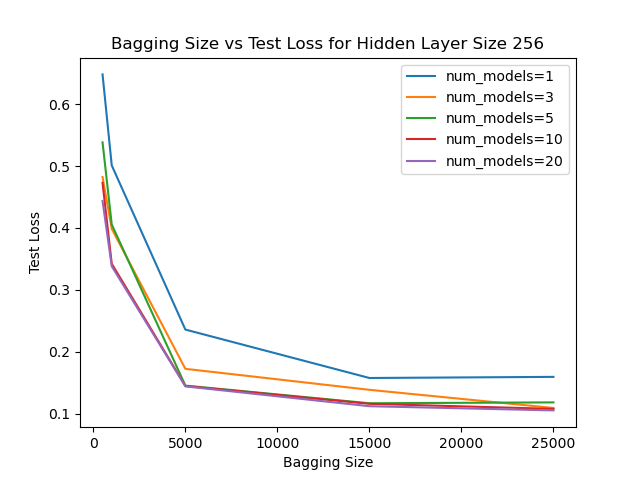 Bagging Size vs Test Loss for Hidden Layer Size 256
num_models=1
num_models=3
num_models=5
num_models=10
num_models=20
Test Loss
0.6
0.5
0.4
0.3
0.2
0.1
0 5000 10000 15000 20000 25000
Bagging Size